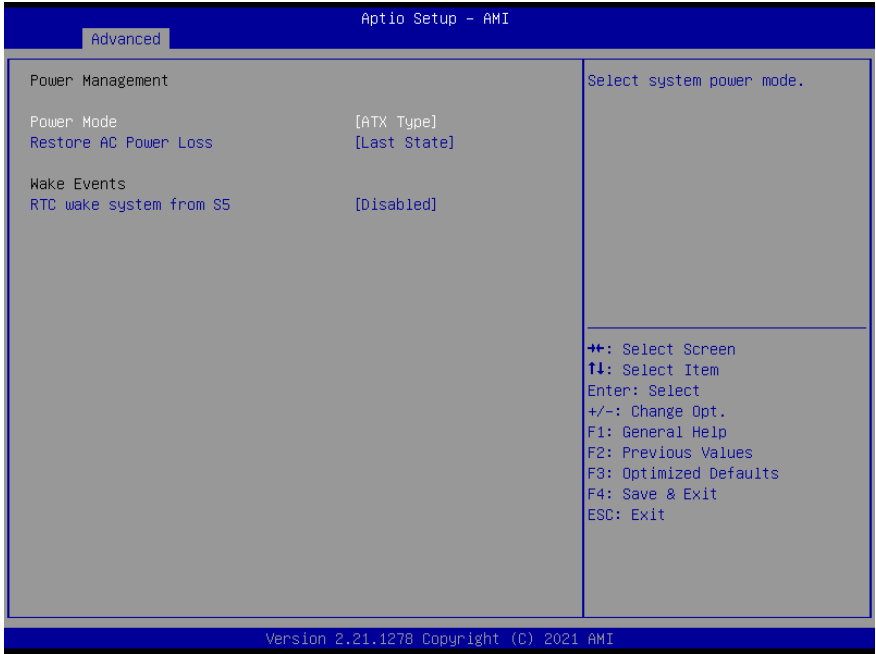 Aptio Setup – AMI
Advanced
Power Management
Power Mode [ATX Type]
Restore AC Power Loss [Last State]
Wake Events
RTC wake system from S5 [Disabled]
Select system power mode.
→←: Select Screen
↑↓: Select Item
Enter: Select
+/-: Change Opt.
F1: General Help
F2: Previous Values
F3: Optimized Defaults
F4: Save & Exit
ESC: Exit
Version 2.21.1278 Copyright (C) 2021 AMI